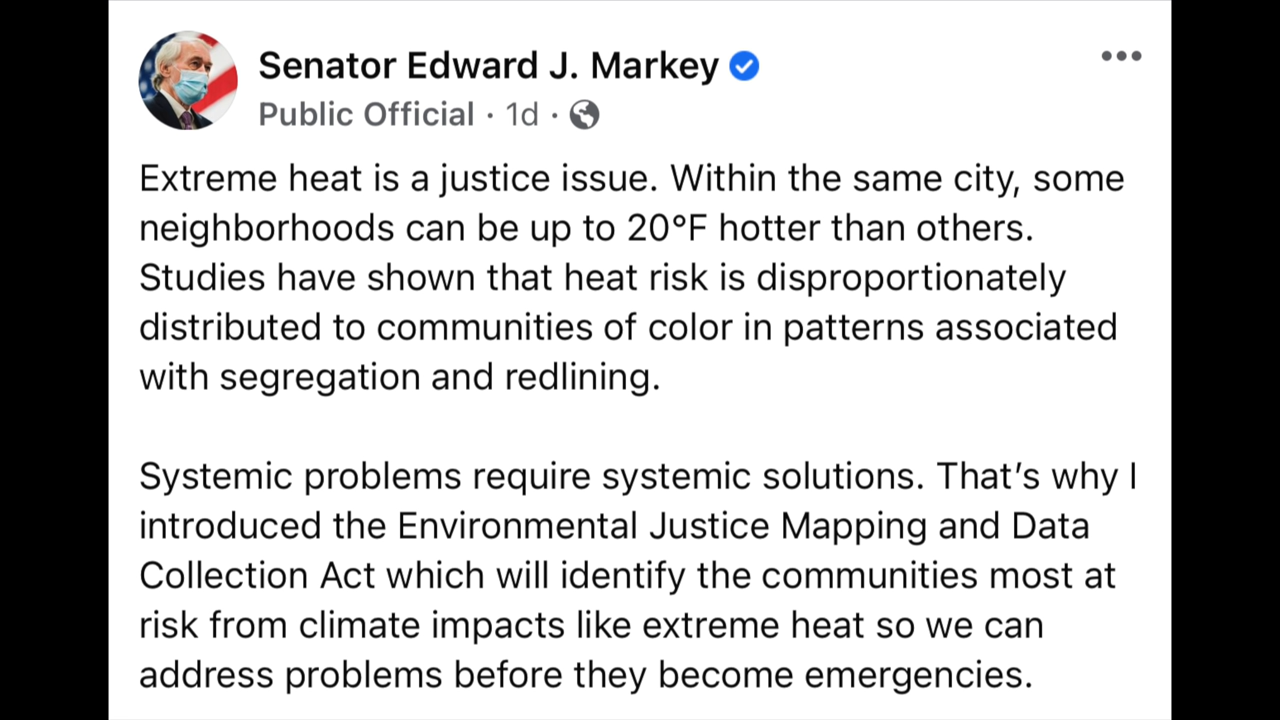 Senator Edward J. Markey
Public Official · 1d ·
Extreme heat is a justice issue. Within the same city, some
neighborhoods can be up to 20°F hotter than others.
Studies have shown that heat risk is disproportionately
distributed to communities of color in patterns associated
with segregation and redlining.
Systemic problems require systemic solutions. That’s why I
introduced the Environmental Justice Mapping and Data
Collection Act which will identify the communities most at
risk from climate impacts like extreme heat so we can
address problems before they become emergencies.